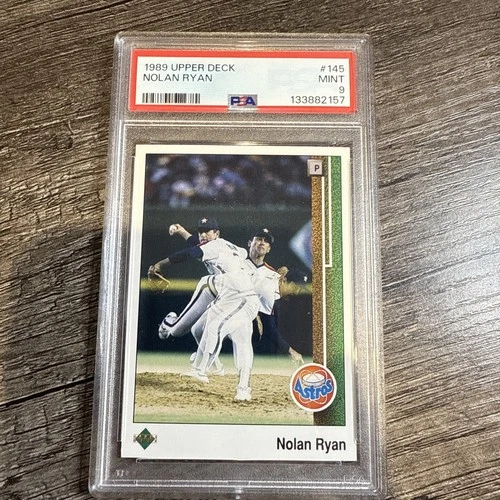 1989 UPPER DECK #145
NOLAN RYAN MINT
9
PSA 133882157
P
Astros
Nolan Ryan